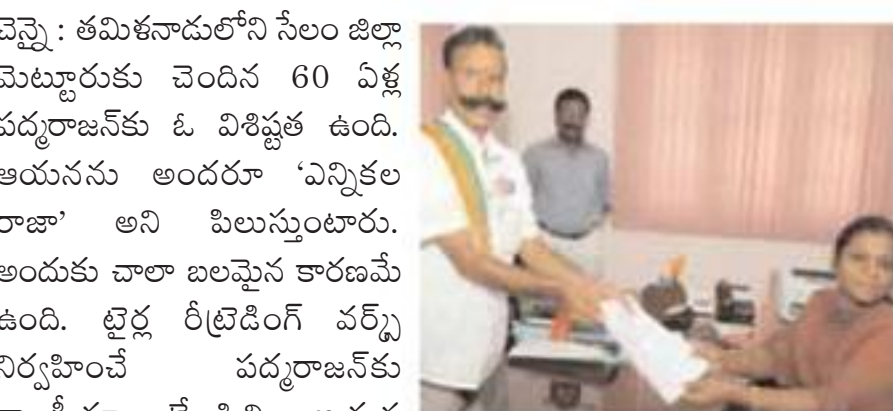 చెన్నై : తమిళనాడులోని సేలం జిల్లా
మెట్టూరుకు చెందిన 60 ఏళ్ల
పద్మరాజన్‌కు ఓ విశిష్టత ఉంది.
ఆయనను అందరూ ‘ఎన్నికల
రాజా’ అని పిలుస్తుంటారు.
అందుకు చాలా బలమైన కారణమే
ఉంది. టైర్ల రీట్రెడింగ్ వర్క్స్
నిర్వహించే పద్మరాజన్‌కు